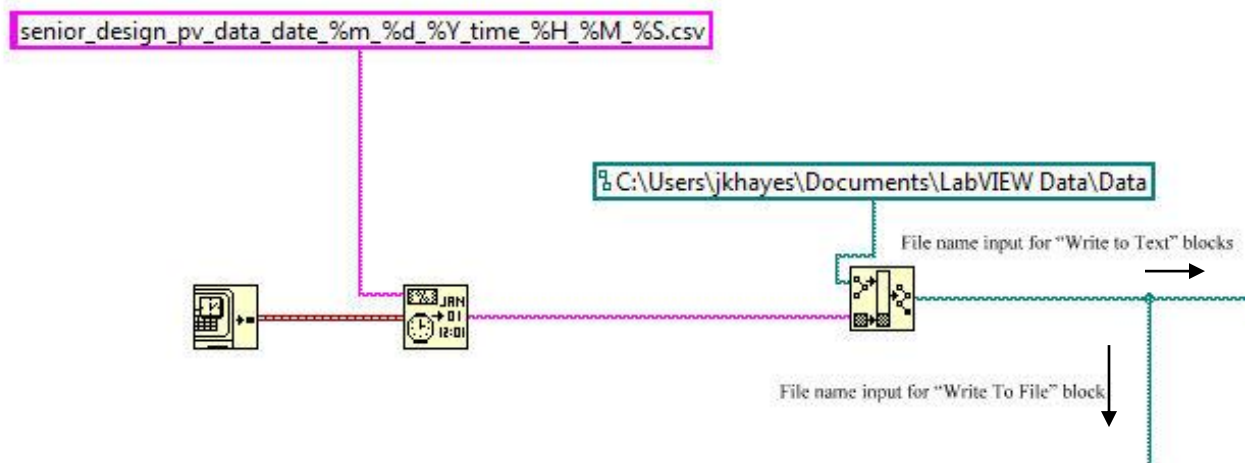 senior_design_pv_data_date_%m_%d_%Y_time_%H_%M_%S.csv
C:\Users\jkhayes\Documents\LabVIEW Data\Data
File name input for “Write to Text” blocks
JAN
01
12:01
File name input for “Write To File” block